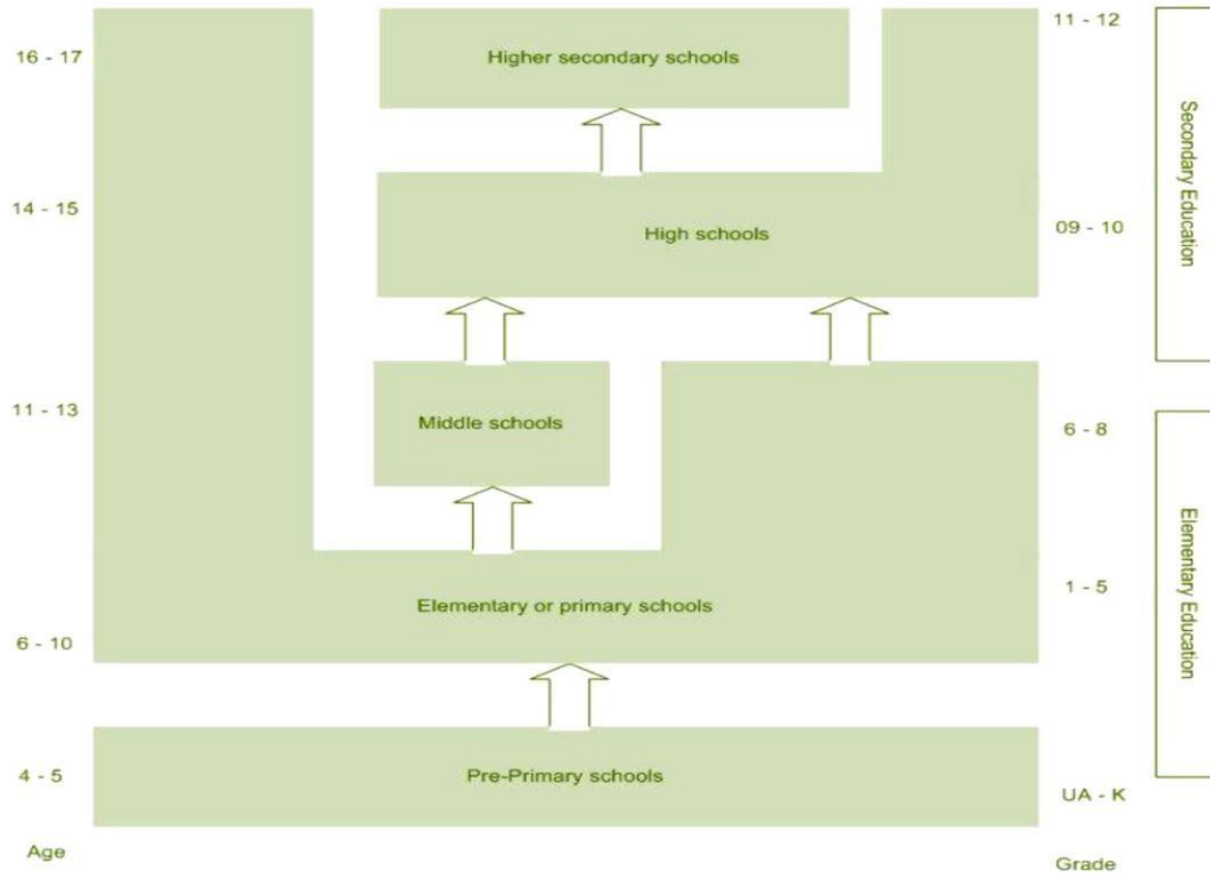 11 - 12
16 - 17
Higher secondary schools
Secondary Education
14 - 15
High schools
09 - 10
11 - 13
Middle schools
6 - 8
Elementary Education
1 - 5
Elementary or primary schools
6 - 10
4 - 5
Pre-Primary schools
UA - K
Age
Grade